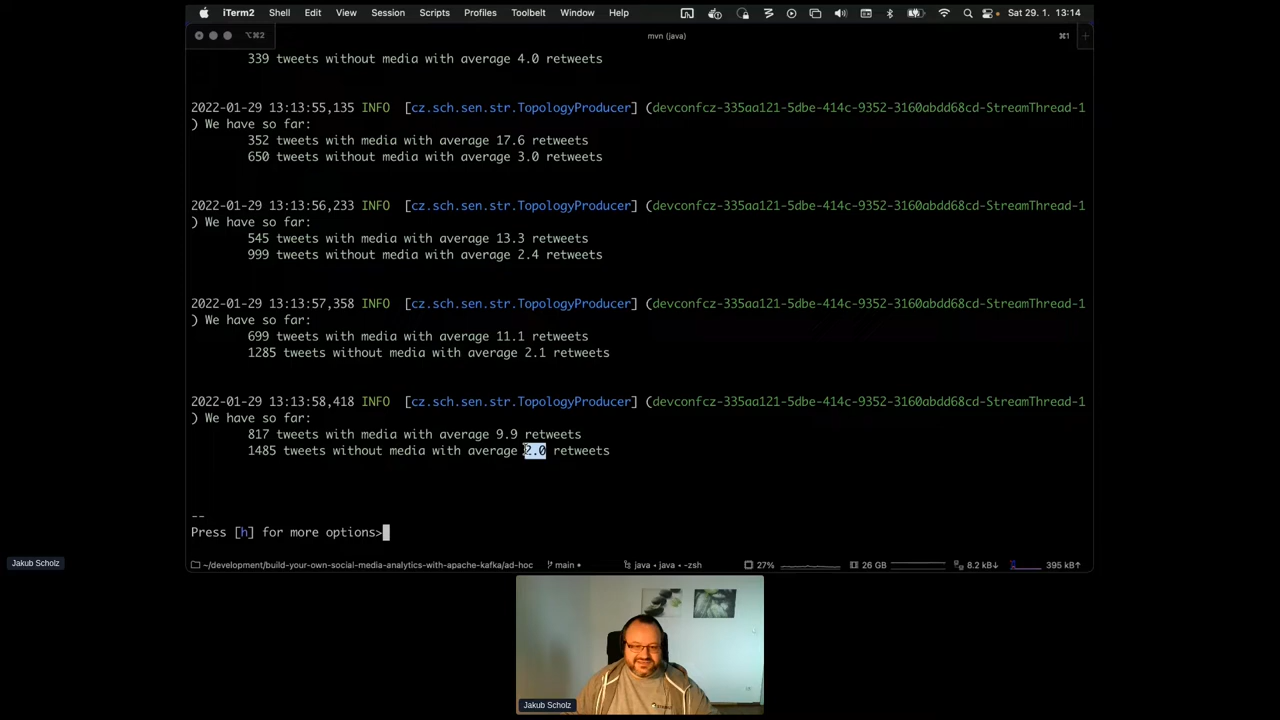 iTerm2 Shell Edit View Session Scripts Profiles Toolbelt Window Help Sat 29. 1. 13:14
⌥⌘2 mvn (java) ⌘1
339 tweets without media with average 4.0 retweets
2022-01-29 13:13:55,135 INFO [cz.sch.sen.str.TopologyProducer] (devconfcz-335aa121-5dbe-414c-9352-3160abdd68cd-StreamThread-1
) We have so far:
352 tweets with media with average 17.6 retweets
650 tweets without media with average 3.0 retweets
2022-01-29 13:13:56,233 INFO [cz.sch.sen.str.TopologyProducer] (devconfcz-335aa121-5dbe-414c-9352-3160abdd68cd-StreamThread-1
) We have so far:
545 tweets with media with average 13.3 retweets
999 tweets without media with average 2.4 retweets
2022-01-29 13:13:57,358 INFO [cz.sch.sen.str.TopologyProducer] (devconfcz-335aa121-5dbe-414c-9352-3160abdd68cd-StreamThread-1
) We have so far:
699 tweets with media with average 11.1 retweets
1285 tweets without media with average 2.1 retweets
2022-01-29 13:13:58,418 INFO [cz.sch.sen.str.TopologyProducer] (devconfcz-335aa121-5dbe-414c-9352-3160abdd68cd-StreamThread-1
) We have so far:
817 tweets with media with average 9.9 retweets
1485 tweets without media with average 2.0 retweets
--
Press [h] for more options>
~/development/build-your-own-social-media-analytics-with-apache-kafka/ad-hoc main • java ‹ java ‹ -zsh 27% 26 GB 8.2 kB↓ 395 kB↑
Jakub Scholz
Jakub Scholz